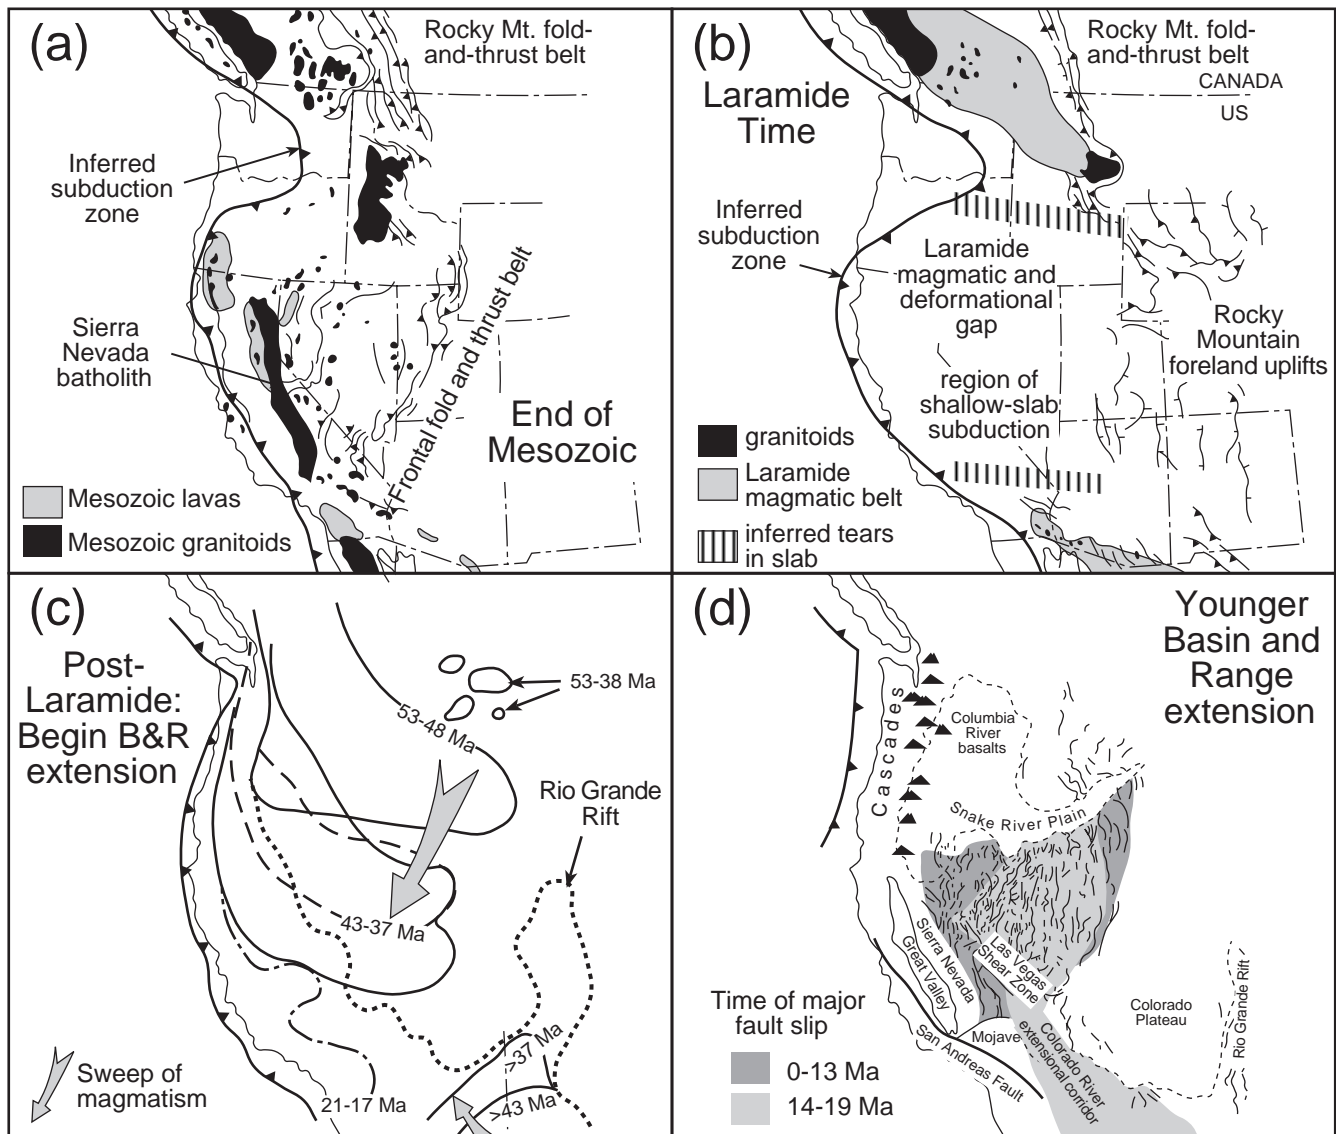 (a)
Rocky Mt. fold-
and-thrust belt
Inferred
subduction
zone
Sierra
Nevada
batholith
Frontal fold and thrust belt
End of
Mesozoic
Mesozoic lavas
Mesozoic granitoids
(b)
Rocky Mt. fold-
and-thrust belt
CANADA
US
Laramide
Time
Inferred
subduction
zone
Laramide
magmatic and
deformational
gap
Rocky
Mountain
foreland uplifts
region of
shallow-slab
subduction
granitoids
Laramide
magmatic belt
inferred tears
in slab
(c)
Post-
Laramide:
Begin B&R
extension
53-38 Ma
53-48 Ma
Rio Grande
Rift
43-37 Ma
>37 Ma
>43 Ma
21-17 Ma
Sweep of
magmatism
(d)
Younger
Basin and
Range
extension
Cascades
Columbia
River
basalts
Snake River Plain
Sierra Nevada
Great Valley
Las Vegas
Shear Zone
Mojave
San Andreas Fault
Colorado River
extensional corridor
Colorado
Plateau
Rio Grande Rift
Time of major
fault slip
0-13 Ma
14-19 Ma